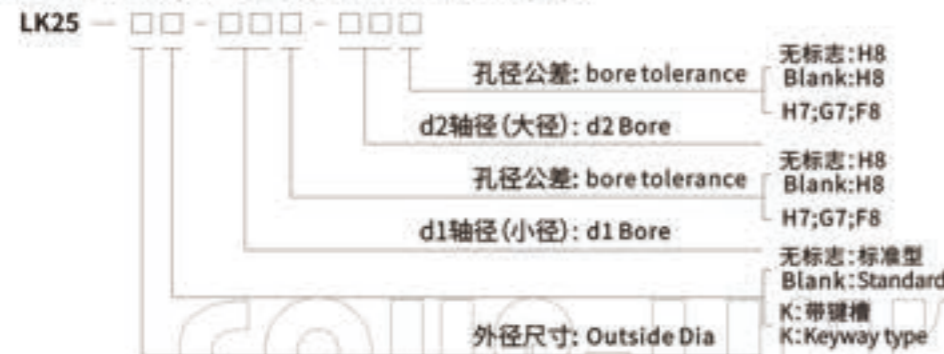 LK25 — □□ - □□□ - □□□
孔径公差: bore tolerance
无标志:H8
Blank:H8
H7;G7;F8
d2轴径(大径): d2 Bore
孔径公差: bore tolerance
无标志:H8
Blank:H8
H7;G7;F8
d1轴径(小径): d1 Bore
无标志:标准型
Blank:Standard
K:带键槽
K:Keyway type
外径尺寸: Outside Dia